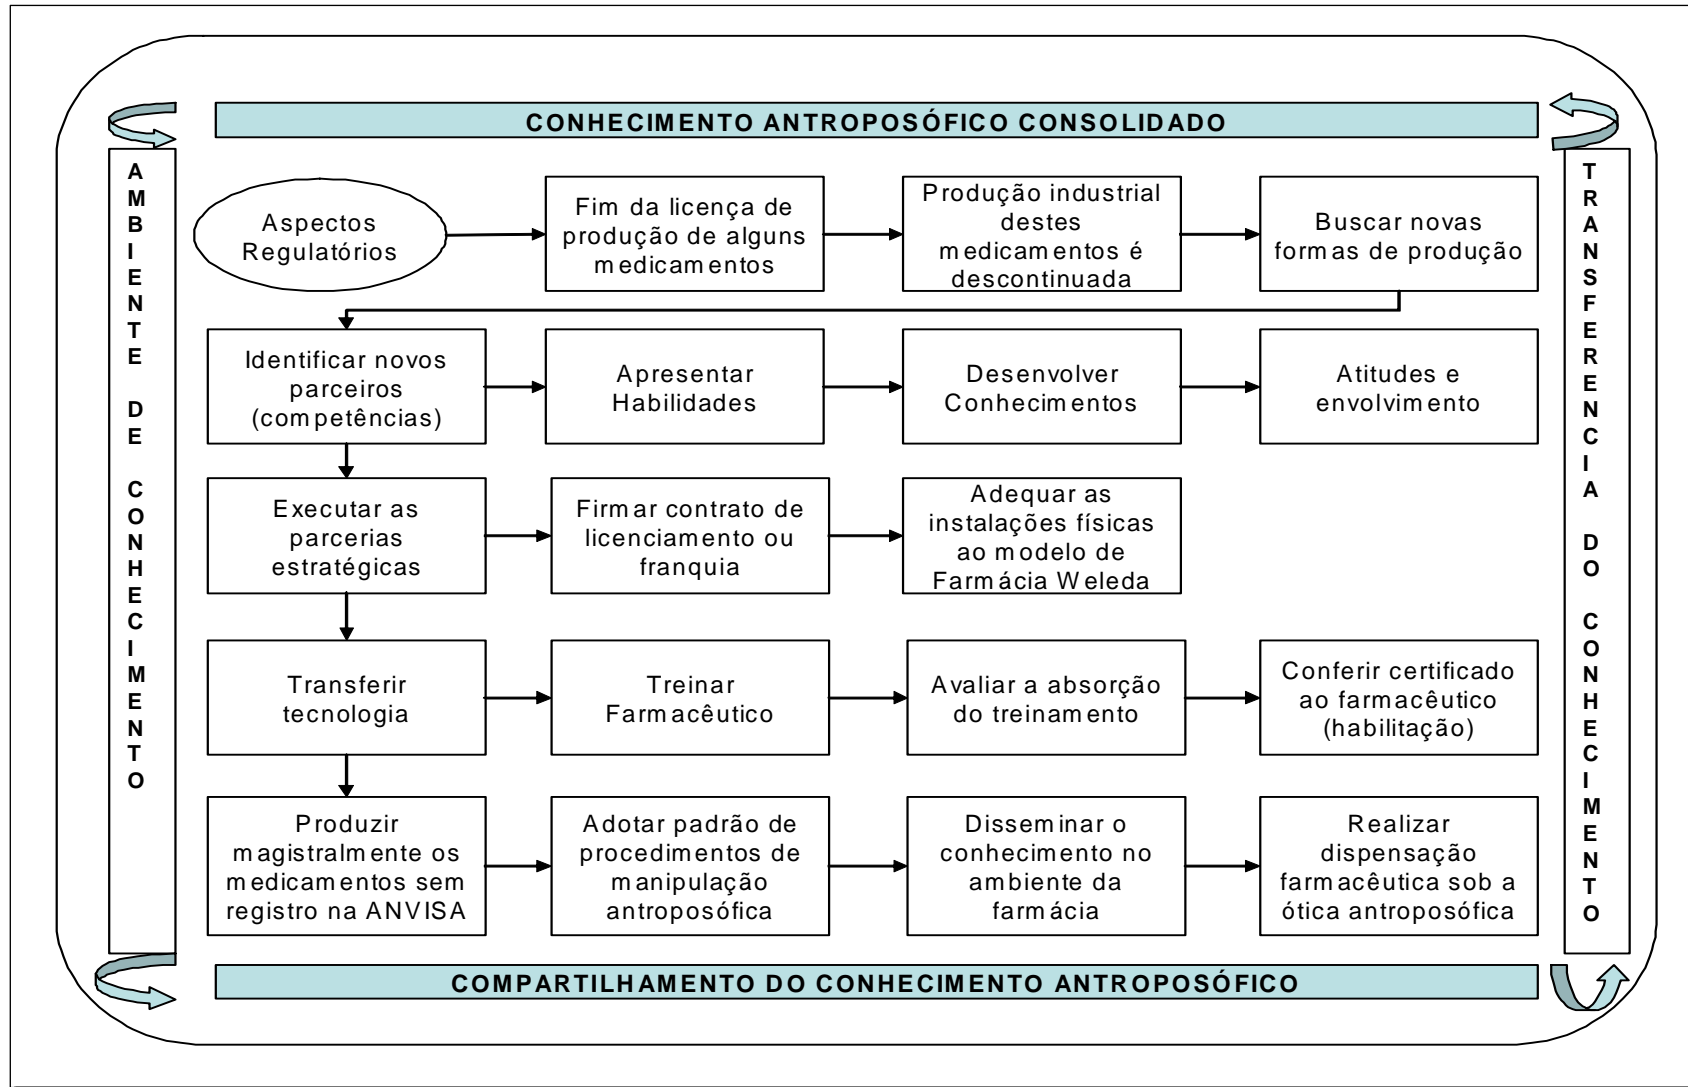 CONHECIMENTO ANTROPOSÓFICO CONSOLIDADO
AMBIENTE DE CONHECIMENTO
Aspectos
Regulatórios
Fim da licença de
produção de alguns
medicamentos
Produção industrial
destes
medicamentos é
descontinuada
Buscar novas
formas de produção
Identificar novos
parceiros
(competências)
Apresentar
Habilidades
Desenvolver
Conhecimentos
Atitudes e
envolvimento
Executar as
parcerias
estratégicas
Firmar contrato de
licenciamento ou
franquia
Adequar as
instalações físicas
ao modelo de
Farmácia Weleda
Transferir
tecnologia
Treinar
Farmacêutico
Avaliar a absorção
do treinamento
Conferir certificado
ao farmacêutico
(habilitação)
Produzir
magistralmente os
medicamentos sem
registro na ANVISA
Adotar padrão de
procedimentos de
manipulação
antroposófica
Disseminar o
conhecimento no
ambiente da
farmácia
Realizar
dispensação
farmacêutica sob a
ótica antroposófica
TRANSFERENCIA DO CONHECIMENTO
COMPARTILHAMENTO DO CONHECIMENTO ANTROPOSÓFICO